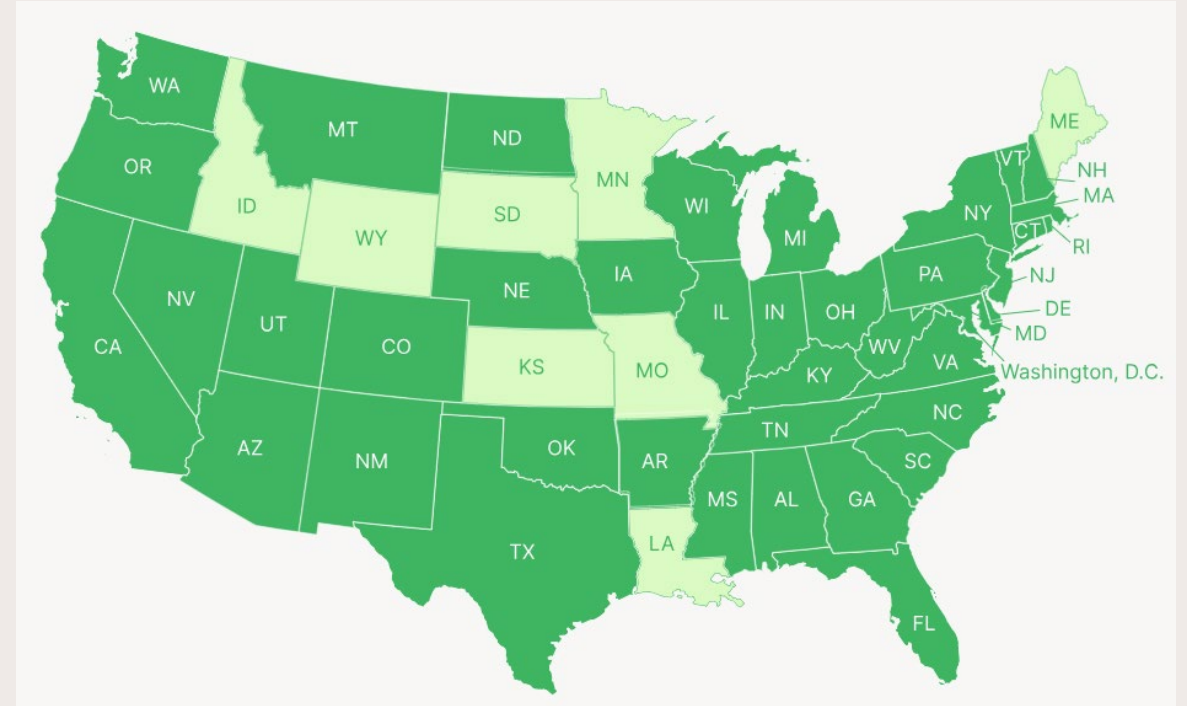 WA
MT
ND
MN
ME
OR
ID
SD
WI
VT
NH
MA
WY
MI
NY
CT
RI
IA
PA
NJ
NE
NV
UT
CO
IL
IN
OH
DE
MD
CA
WV
VA
KS
MO
KY
Washington, D.C.
NC
TN
AZ
NM
OK
AR
SC
MS
AL
GA
TX
LA
FL